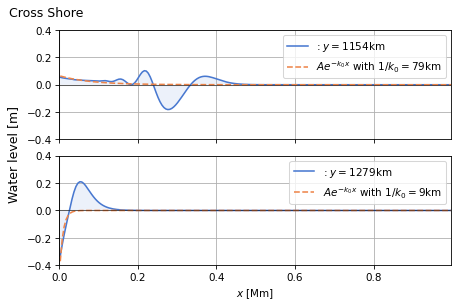 Cross Shore
Water level [m]
0.4
0.2
0.0
−0.2
−0.4
: y = 1154km
Ae^{−k₀x} with 1/k₀ = 79km
0.4
0.2
0.0
−0.2
−0.4
: y = 1279km
Ae^{−k₀x} with 1/k₀ = 9km
0.0 0.2 0.4 0.6 0.8
x [Mm]